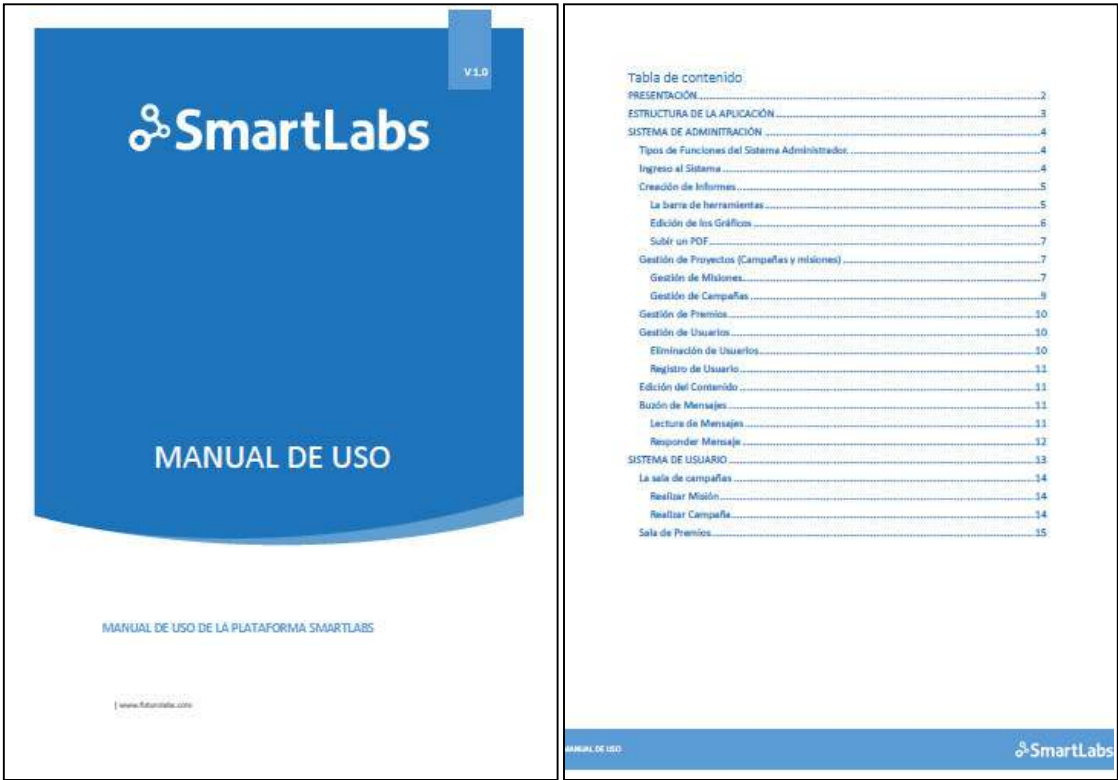 V 1.0
SmartLabs
MANUAL DE USO
MANUAL DE USO DE LA PLATAFORMA SMARTLABS
Tabla de contenido
PRESENTACIÓN 2
ESTRUCTURA DE LA APLICACIÓN 3
SISTEMA DE ADMINITRACIÓN 4
Tipos de Funciones del Sistema Administrador. 4
Ingreso al Sistema 4
Creación de Informes 5
La barra de herramientas 5
Edición de los Gráficos 6
Subir un PDF 7
Gestión de Proyectos (Campañas y misiones) 7
Gestión de Misiones 7
Gestión de Campañas 9
Gestión de Premios 10
Gestión de Usuarios 10
Eliminación de Usuarios 10
Registro de Usuario 11
Edición del Contenido 11
Buzón de Mensajes 11
Lectura de Mensajes 11
Responder Mensaje 12
SISTEMA DE USUARIO 13
La sala de campañas 14
Realizar Misión 14
Realizar Campaña 14
Sala de Premios 15
MANUAL DE USO
SmartLabs